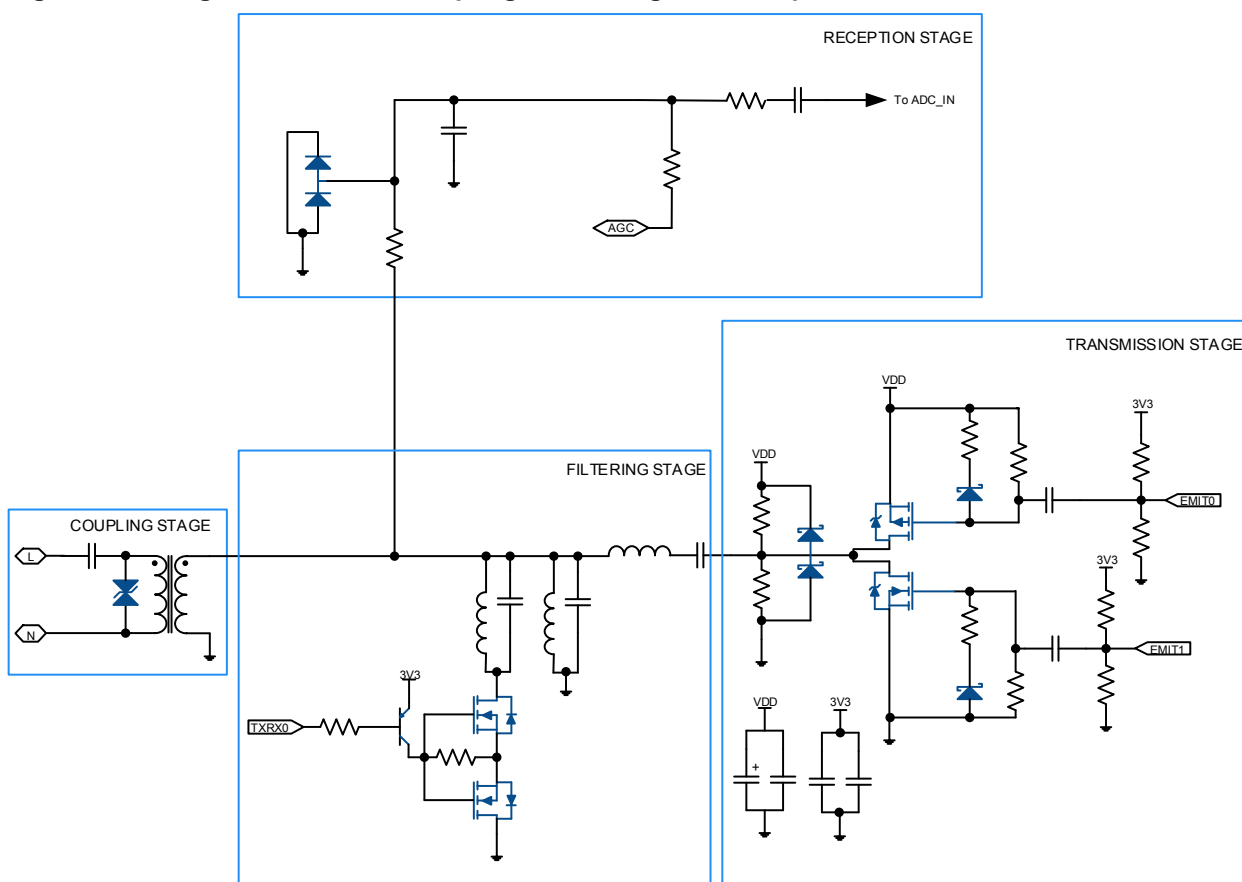 RECEPTION STAGE
To ADC_IN
AGC
TRANSMISSION STAGE
VDD
3V3
EMIT0
VDD
FILTERING STAGE
COUPLING STAGE
L
N
3V3
EMIT1
3V3
TXRX0
VDD
3V3
+